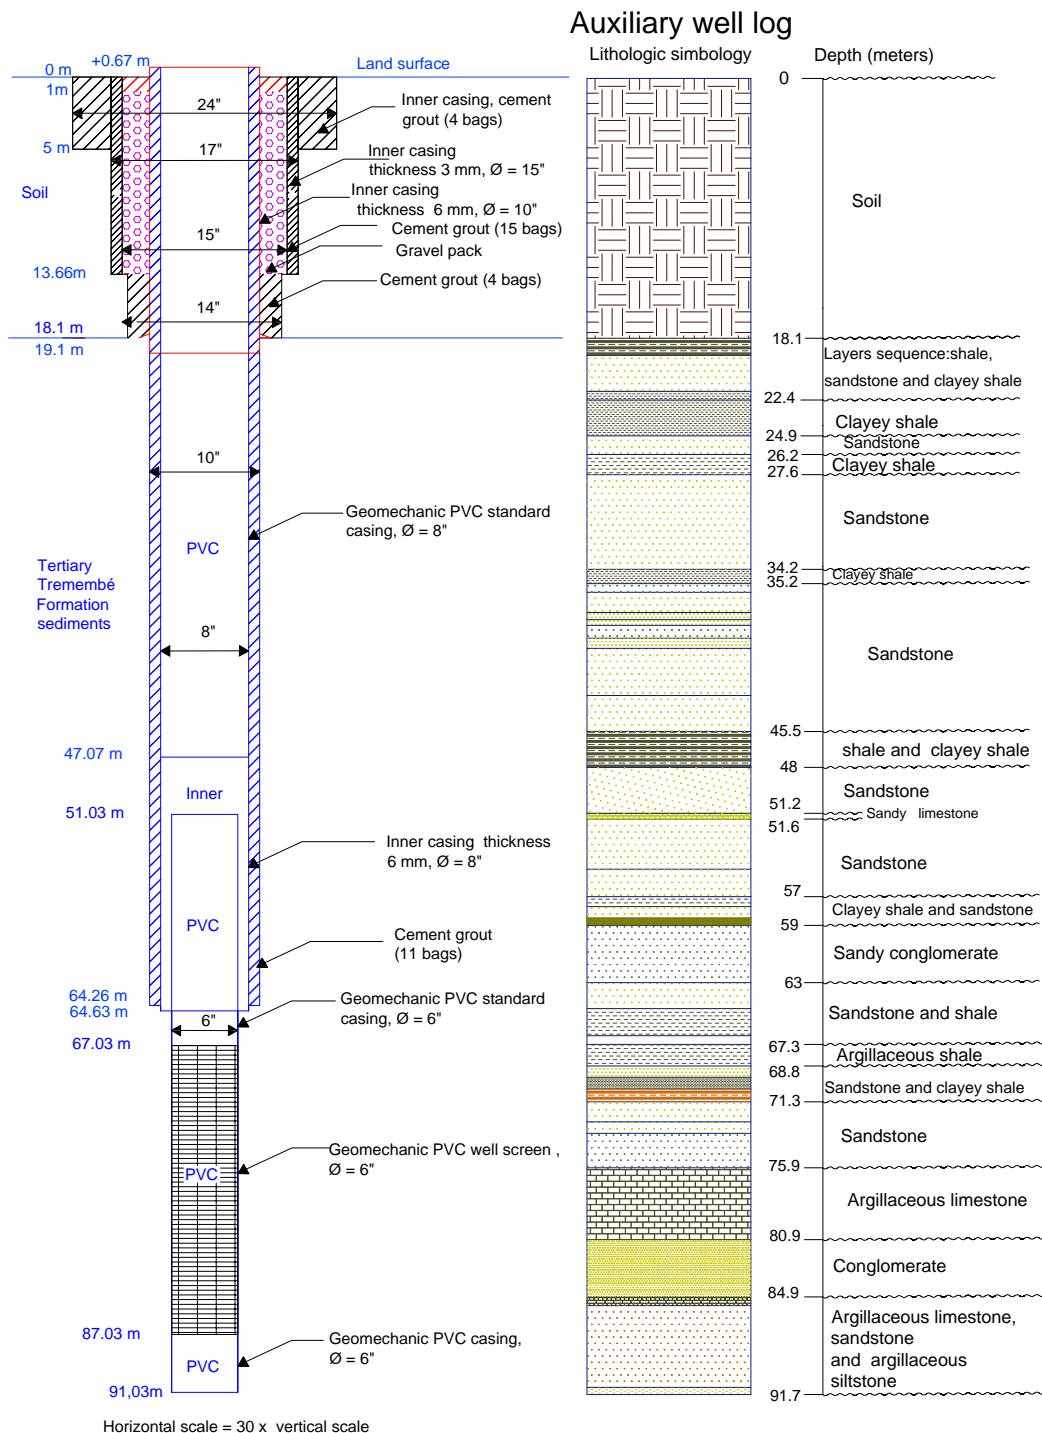 Auxiliary well log
Lithologic simbology
Depth (meters)
+0.67 m
0 m
Land surface
1m
24"
Inner casing, cement
grout (4 bags)
5 m
17"
Inner casing
thickness 3 mm, Ø = 15"
Soil
Inner casing
thickness 6 mm, Ø = 10"
Cement grout (15 bags)
15"
Gravel pack
13.66m
Cement grout (4 bags)
14"
18.1 m
19.1 m
10"
Geomechanic PVC standard
casing, Ø = 8"
PVC
Tertiary
Tremembé
Formation
sediments
8"
47.07 m
Inner
51.03 m
Inner casing thickness
6 mm, Ø = 8"
PVC
Cement grout
(11 bags)
64.26 m
64.63 m
Geomechanic PVC standard
casing, Ø = 6"
6"
67.03 m
Geomechanic PVC well screen ,
Ø = 6"
PVC
87.03 m
Geomechanic PVC casing,
Ø = 6"
PVC
91,03m
Horizontal scale = 30 x vertical scale
0
Soil
18.1
Layers sequence:shale,
sandstone and clayey shale
22.4
Clayey shale
24.9
Sandstone
26.2
Clayey shale
27.6
Sandstone
34.2
Clayey shale
35.2
Sandstone
45.5
shale and clayey shale
48
Sandstone
51.2
Sandy limestone
51.6
Sandstone
57
Clayey shale and sandstone
59
Sandy conglomerate
63
Sandstone and shale
67.3
Argillaceous shale
68.8
Sandstone and clayey shale
71.3
Sandstone
75.9
Argillaceous limestone
80.9
Conglomerate
84.9
Argillaceous limestone,
sandstone
and argillaceous
siltstone
91.7